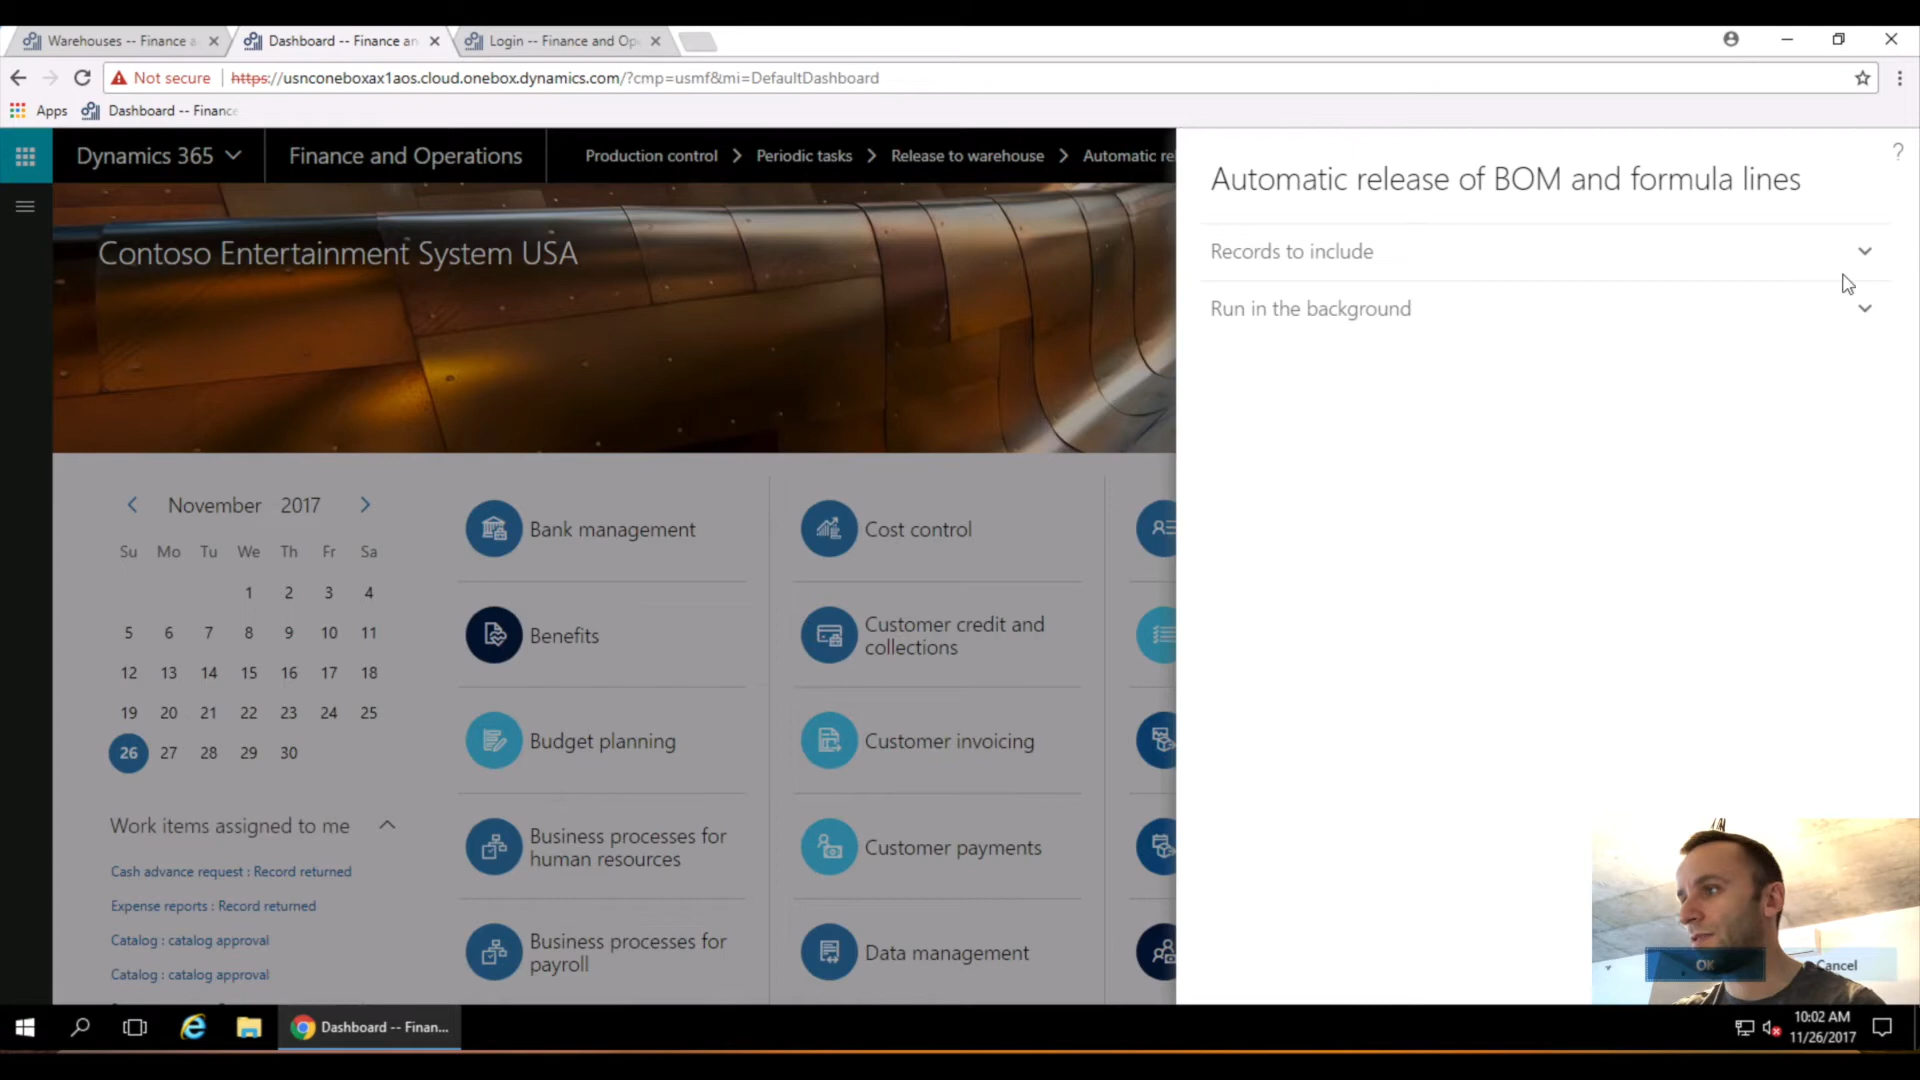 Warehouses -- Finance a
Dashboard -- Finance an
Login -- Finance and Op
Not secure
https://usnconeboxax1aos.cloud.onebox.dynamics.com/?cmp=usmf&mi=DefaultDashboard
Apps
Dashboard -- Financ
Dynamics 365
Finance and Operations
Production control
Periodic tasks
Release to warehouse
Automatic re
?
Automatic release of BOM and formula lines
Records to include
Run in the background
Contoso Entertainment System USA
November 2017
Su Mo Tu We Th Fr Sa
1 2 3 4
5 6 7 8 9 10 11
12 13 14 15 16 17 18
19 20 21 22 23 24 25
26 27 28 29 30
Work items assigned to me
Cash advance request : Record returned
Expense reports : Record returned
Catalog : catalog approval
Catalog : catalog approval
Bank management
Benefits
Budget planning
Business processes for
human resources
Business processes for
payroll
Cost control
Customer credit and
collections
Customer invoicing
Customer payments
Data management
OK
Cancel
Dashboard -- Finan...
10:02 AM
11/26/2017